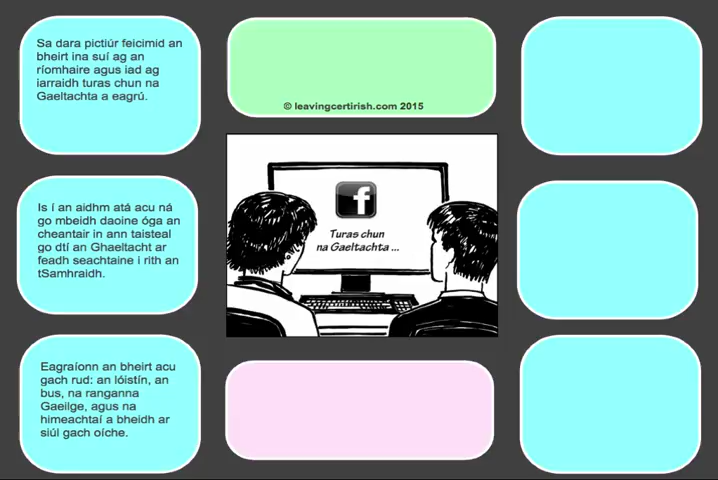 Sa dara pictiúr feicimid an
bheirt ina suí ag an
ríomhaire agus iad ag
iarraidh turas chun na
Gaeltachta a eagrú.
© leavingcertirish.com 2015
Is í an aidhm atá acu ná
go mbeidh daoine óga an
cheantair in ann taisteal
go dtí an Ghaeltacht ar
feadh seachtaine i rith an
tSamhraidh.
f
Turas chun
na Gaeltachta ...
Eagraíonn an bheirt acu
gach rud: an lóistín, an
bus, na ranganna
Gaeilge, agus na
himeachtaí a bheidh ar
siúl gach oíche.